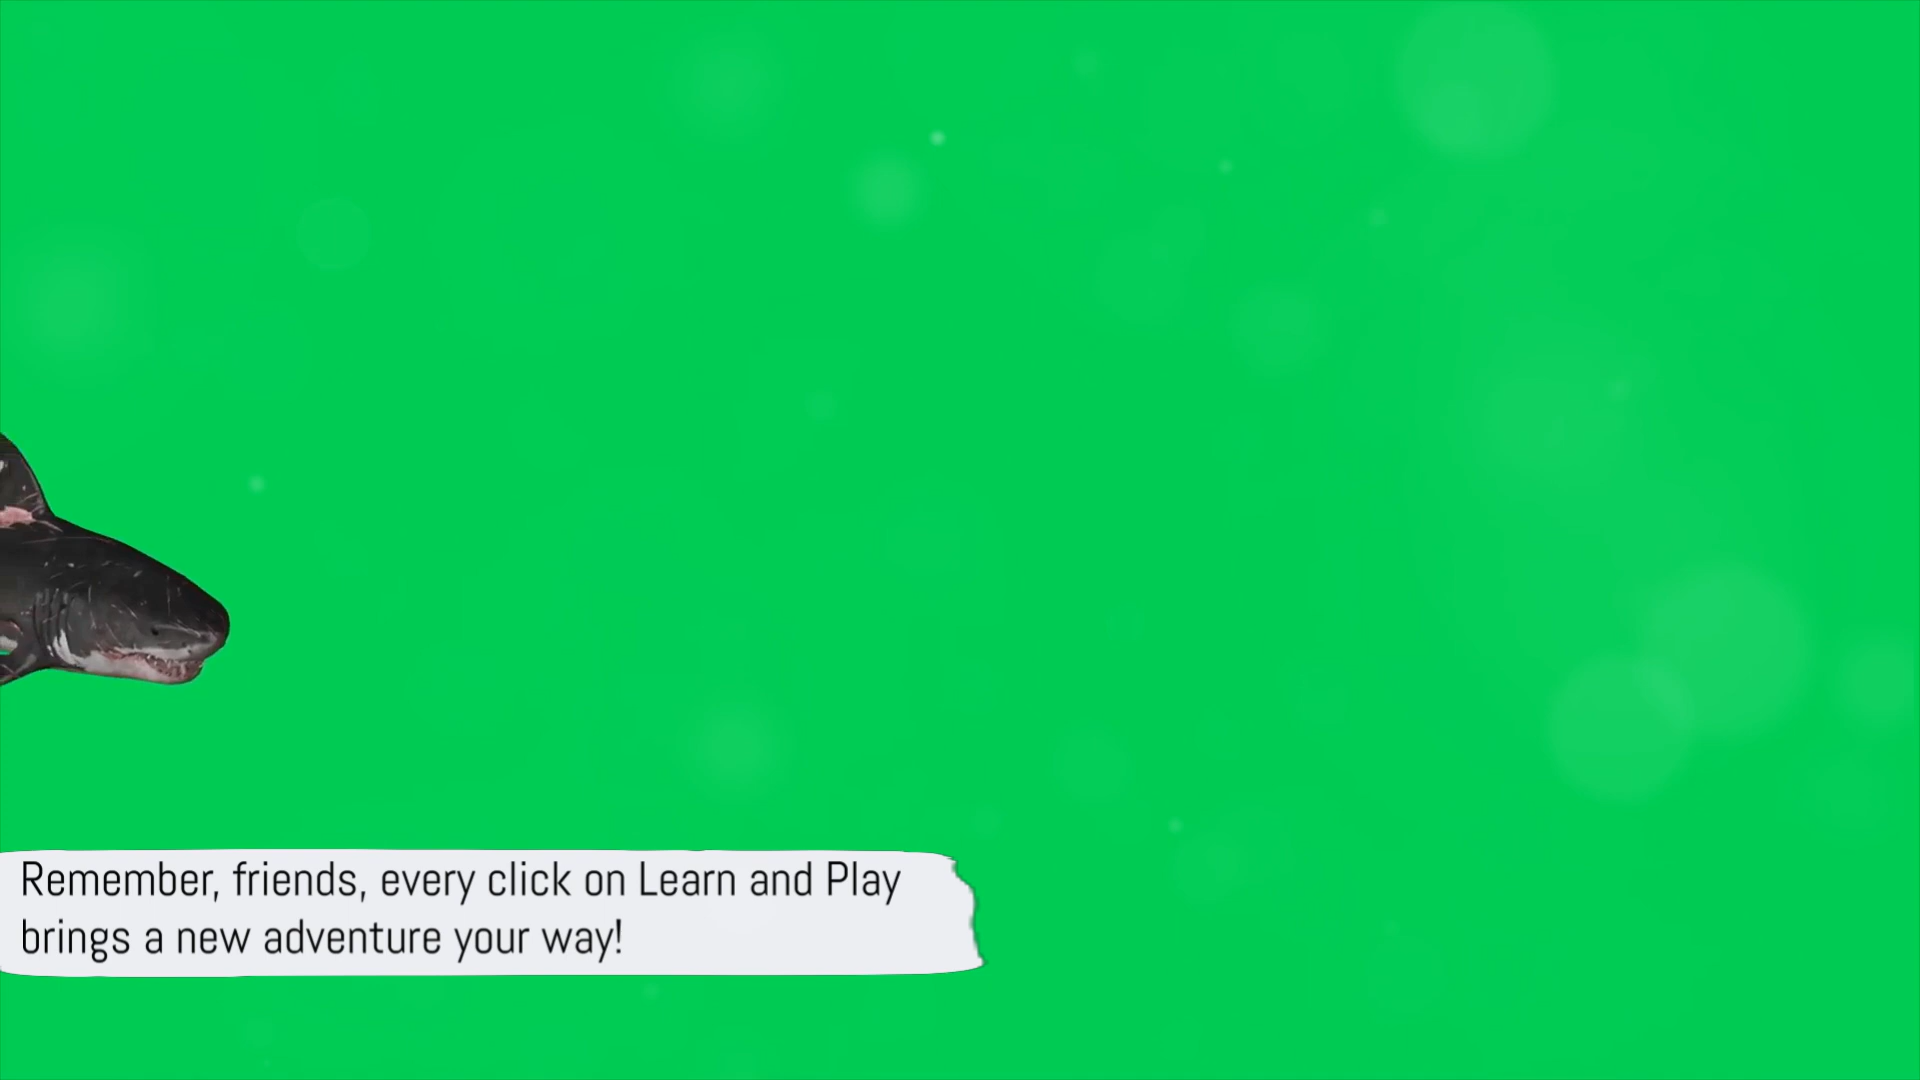 Remember, friends, every click on Learn and Play
brings a new adventure your way!